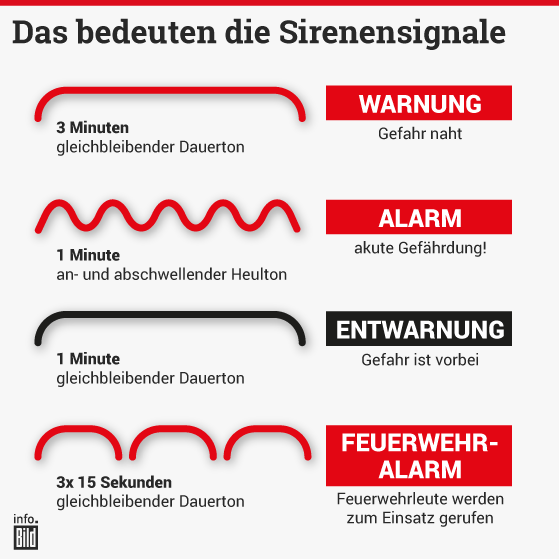 Das bedeuten die Sirenensignale
3 Minuten
gleichbleibender Dauerton
WARNUNG
Gefahr naht
1 Minute
an- und abschwellender Heulton
ALARM
akute Gefährdung!
1 Minute
gleichbleibender Dauerton
ENTWARNUNG
Gefahr ist vorbei
3x 15 Sekunden
gleichbleibender Dauerton
FEUERWEHR-
ALARM
Feuerwehrleute werden
zum Einsatz gerufen
info.
Bild